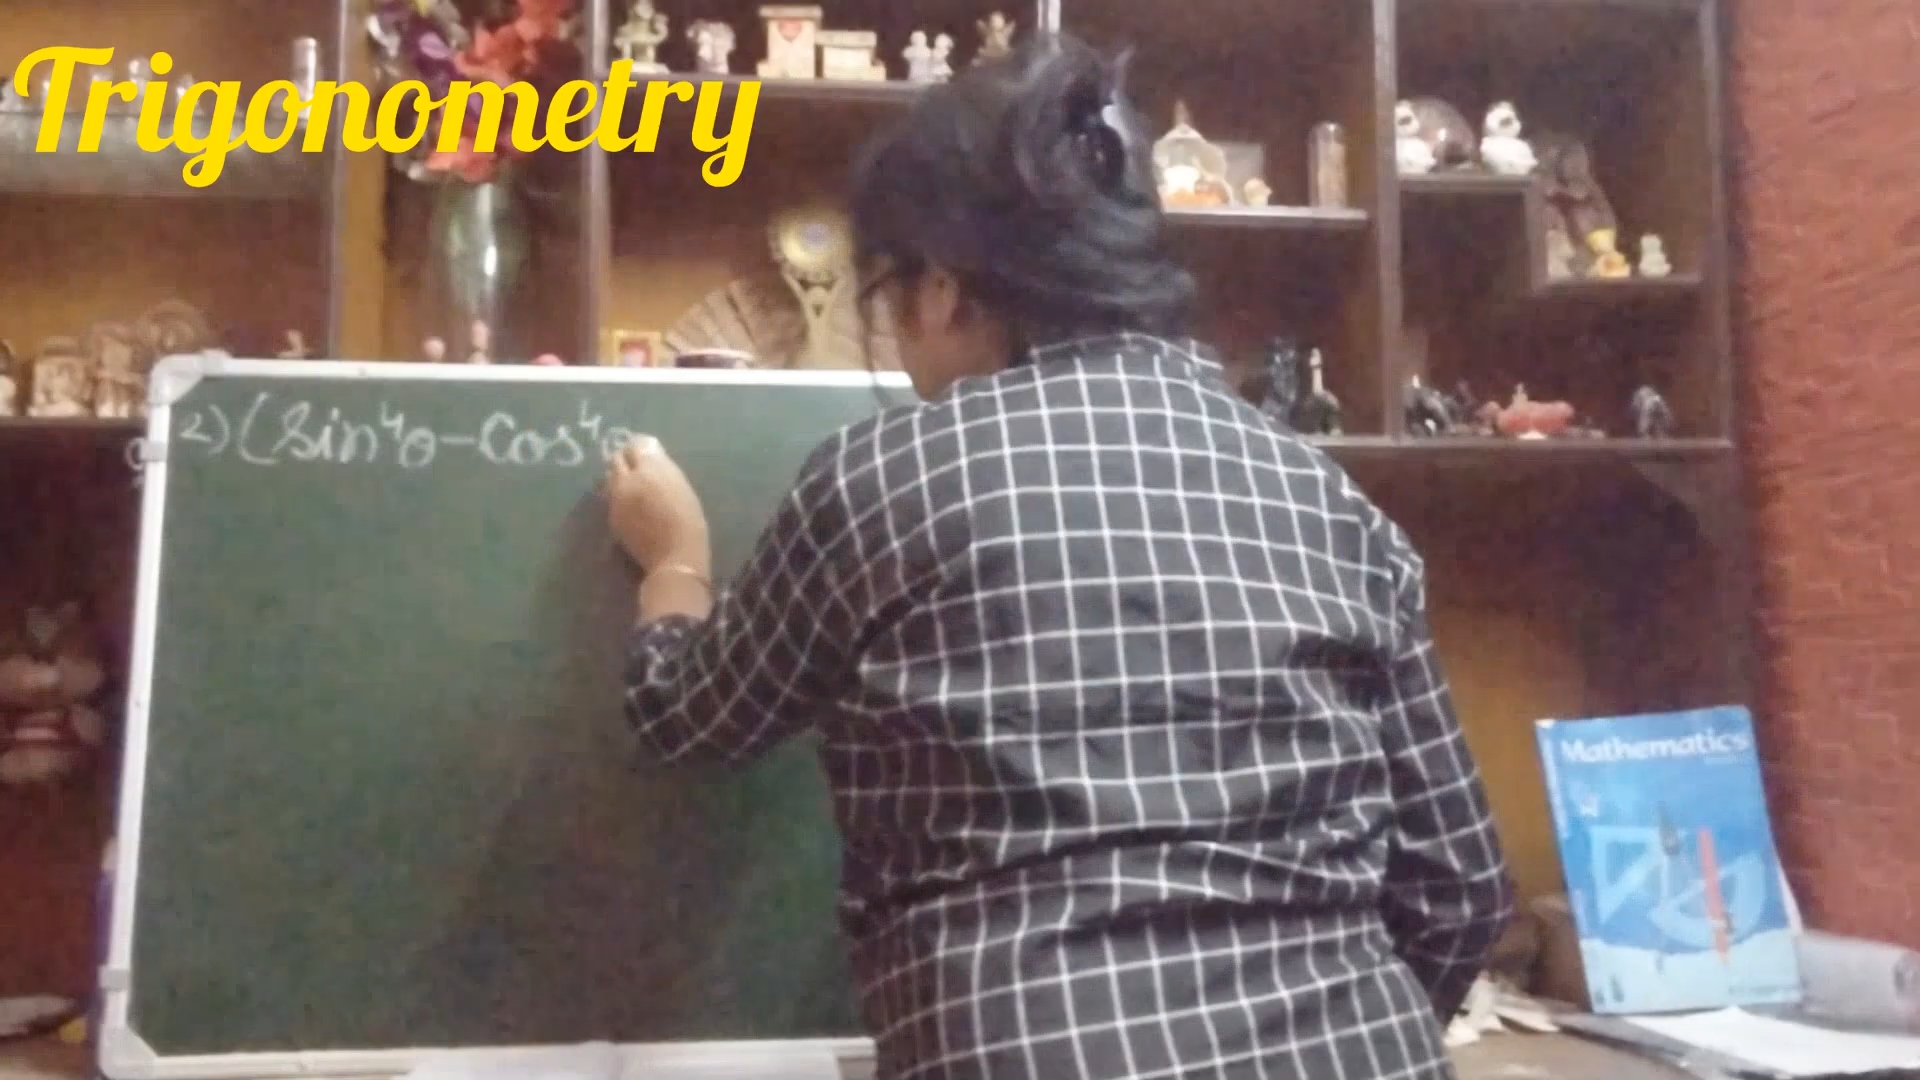 Trigonometry
2) (Sin⁴θ - Cos⁴θ
Mathematics